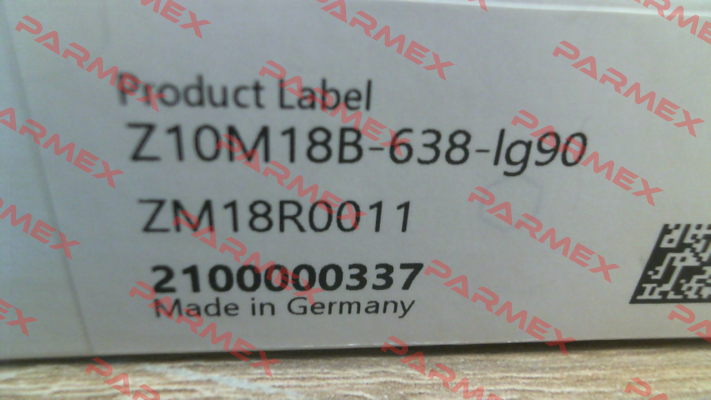 Product Label
Z10M18B-638-lg90
ZM18R0011
2100000337
Made in Germany
PARMEX